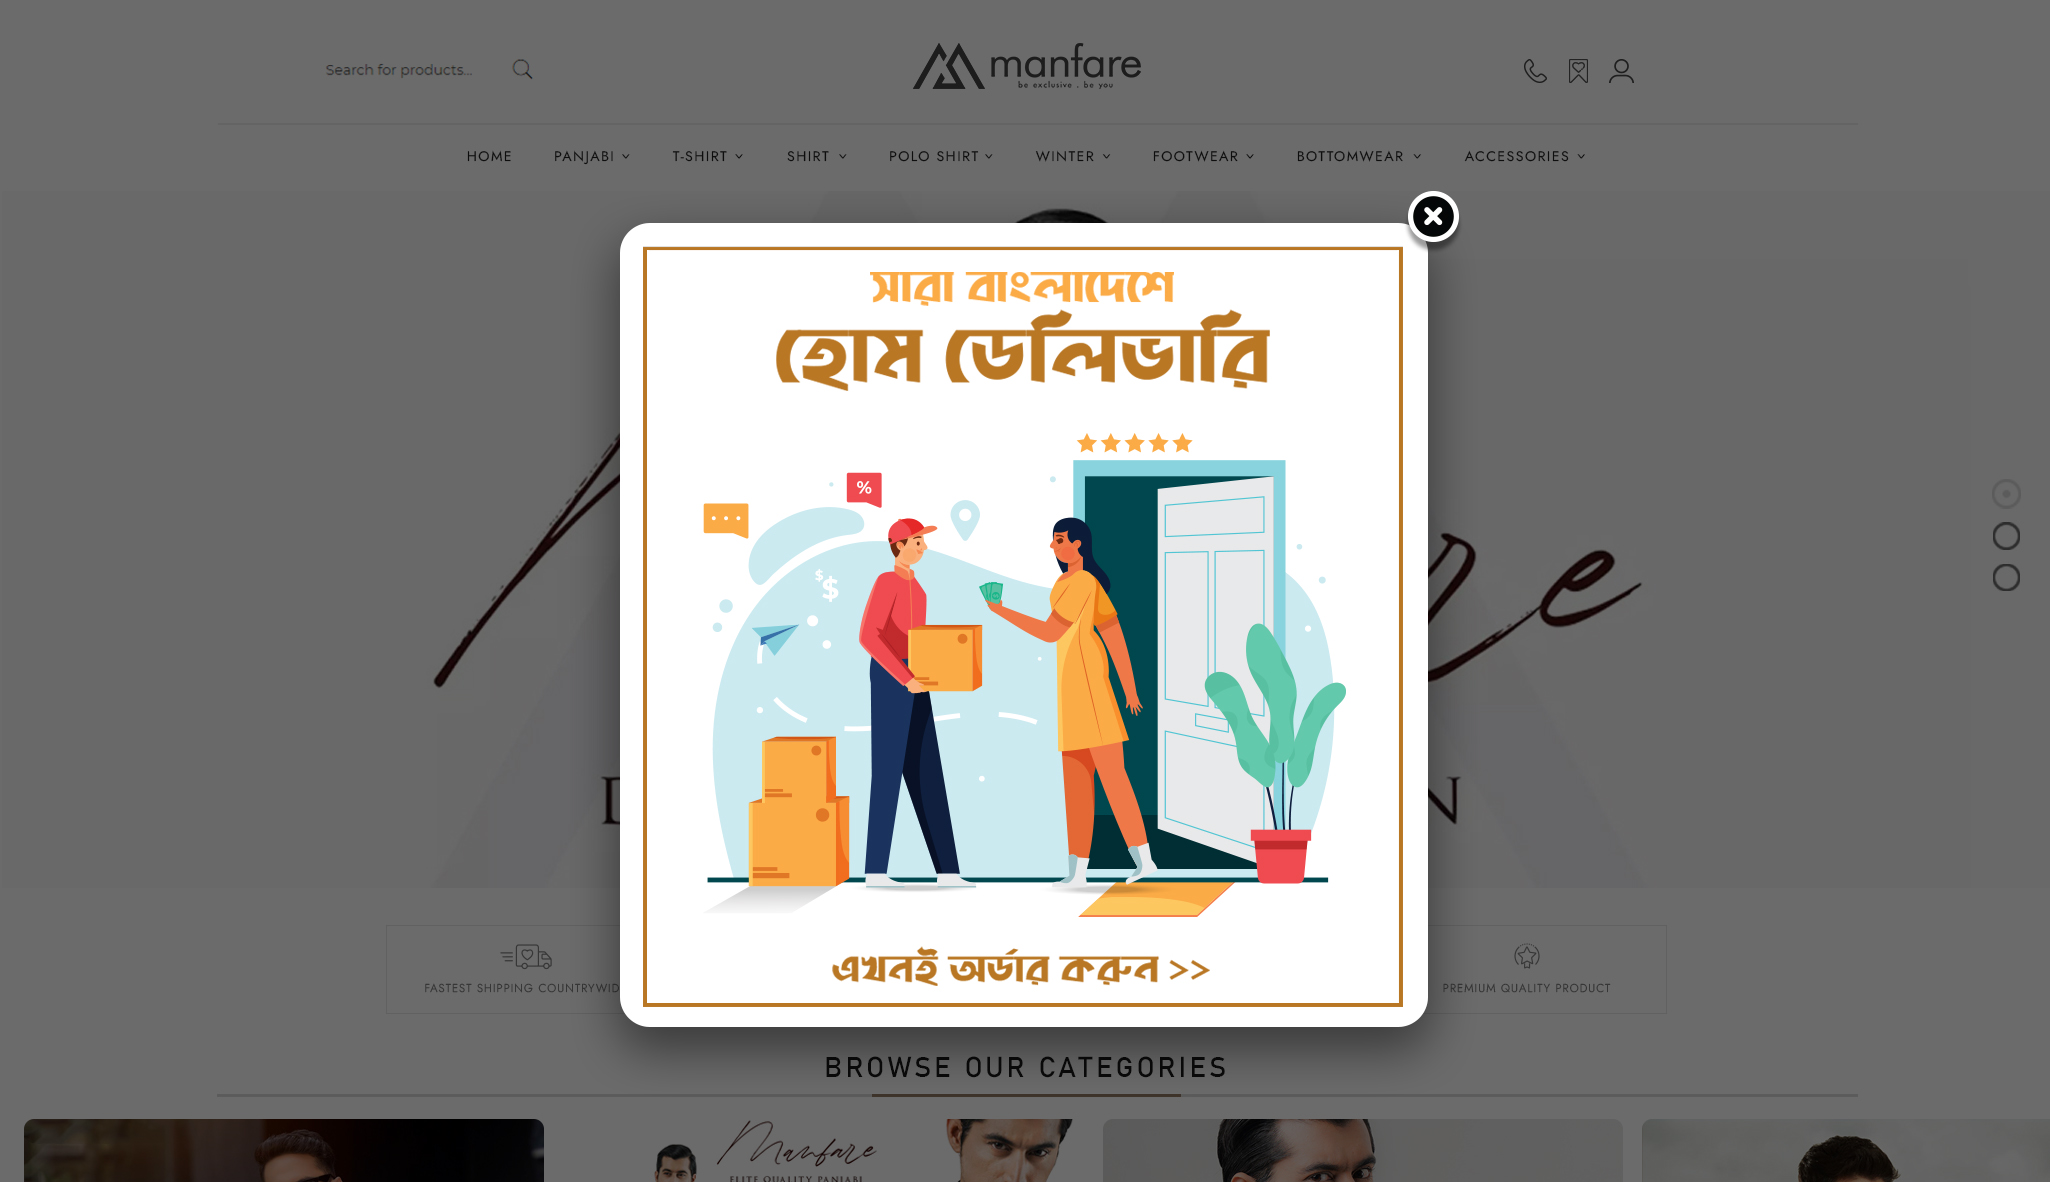 Search for products...
manfare
be exclusive . be you
HOME PANJABI T-SHIRT SHIRT POLO SHIRT WINTER FOOTWEAR BOTTOMWEAR ACCESSORIES
সারা বাংলাদেশে
হোম ডেলিভারি
%
$
$
এখনই অর্ডার করুন >>
FASTEST SHIPPING COUNTRYWID
PREMIUM QUALITY PRODUCT
BROWSE OUR CATEGORIES
Manfare
ELITE QUALITY PANJABI